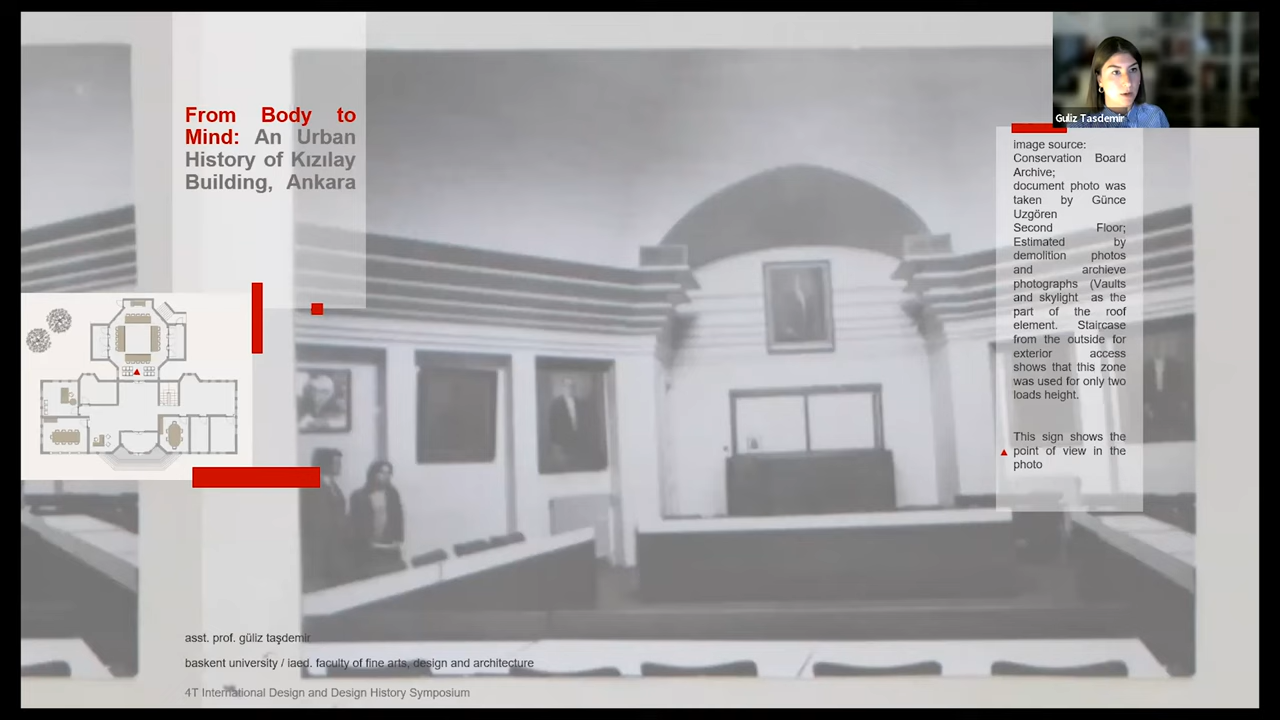 From Body to
Mind: An Urban
History of Kızılay
Building, Ankara
Guliz Tasdemir
image source:
Conservation Board
Archive;
document photo was
taken by Günce
Uzgören
Second Floor;
Estimated by
demolition photos
and archieve
photographs (Vaults
and skylight as the
part of the roof
element. Staircase
from the outside for
exterior access
shows that this zone
was used for only two
loads height.
This sign shows the
point of view in the
photo
asst. prof. güliz taşdemir
baskent university / iaed. faculty of fine arts, design and architecture
4T International Design and Design History Symposium